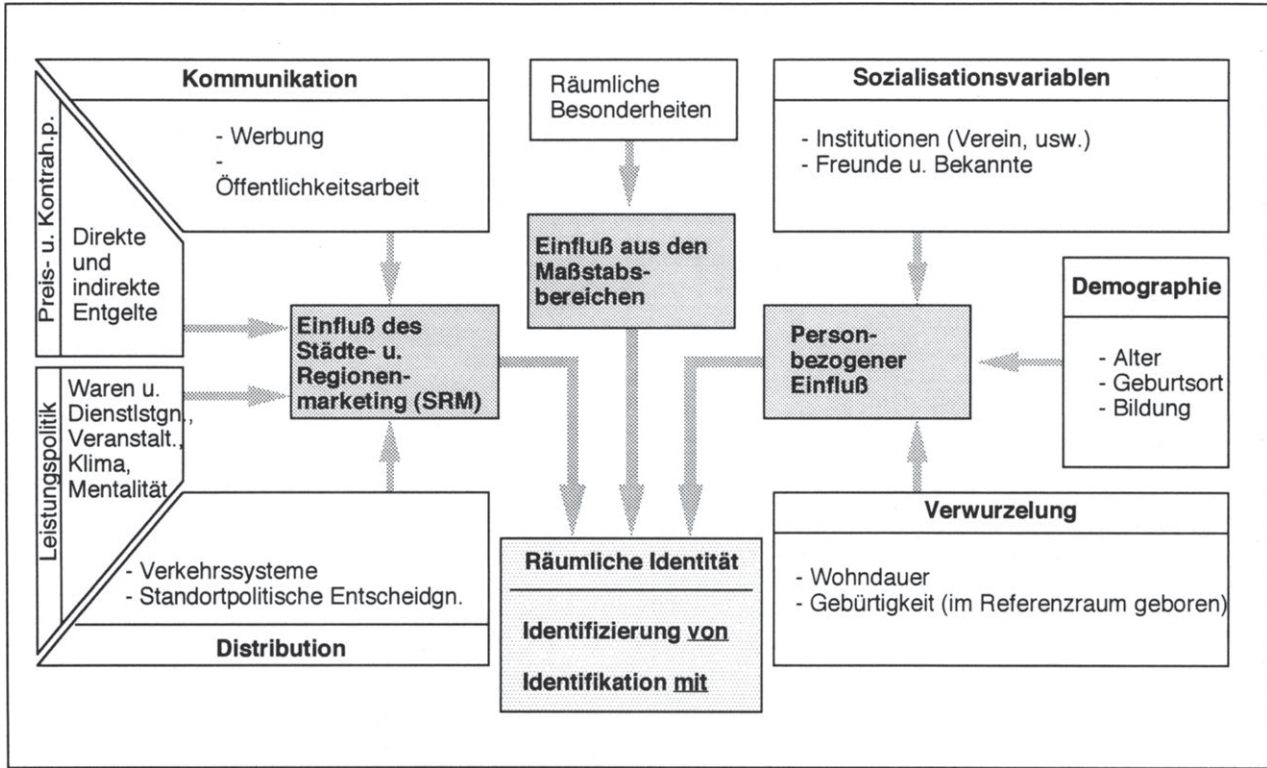 Kommunikation
- Werbung
-
Öffentlichkeitsarbeit
Preis- u. Kontrah.p.
Direkte
und
indirekte
Entgelte
Leistungspolitik
Waren u.
Dienstlstgn.,
Veranstalt.,
Klima,
Mentalität
- Verkehrssysteme
- Standortpolitische Entscheidgn.
Distribution
Einfluß des
Städte- u.
Regionen-
marketing (SRM)
Räumliche
Besonderheiten
Einfluß aus den
Maßstabs-
bereichen
Räumliche Identität
Identifizierung von
Identifikation mit
Sozialisationsvariablen
- Institutionen (Verein, usw.)
- Freunde u. Bekannte
Person-
bezogener
Einfluß
Demographie
- Alter
- Geburtsort
- Bildung
Verwurzelung
- Wohndauer
- Gebürtigkeit (im Referenzraum geboren)